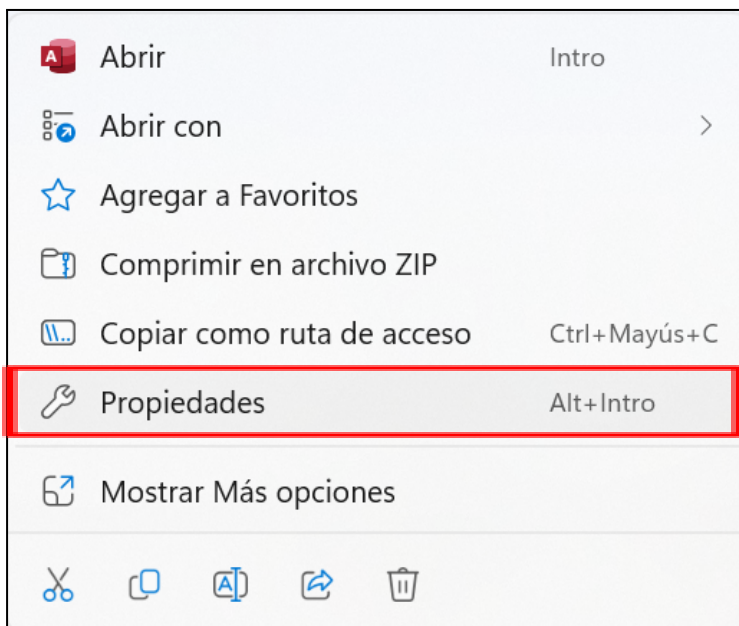 A Abrir Intro
Abrir con
Agregar a Favoritos
Comprimir en archivo ZIP
\\.. Copiar como ruta de acceso Ctrl+Mayús+C
Propiedades Alt+Intro
Mostrar Más opciones
A